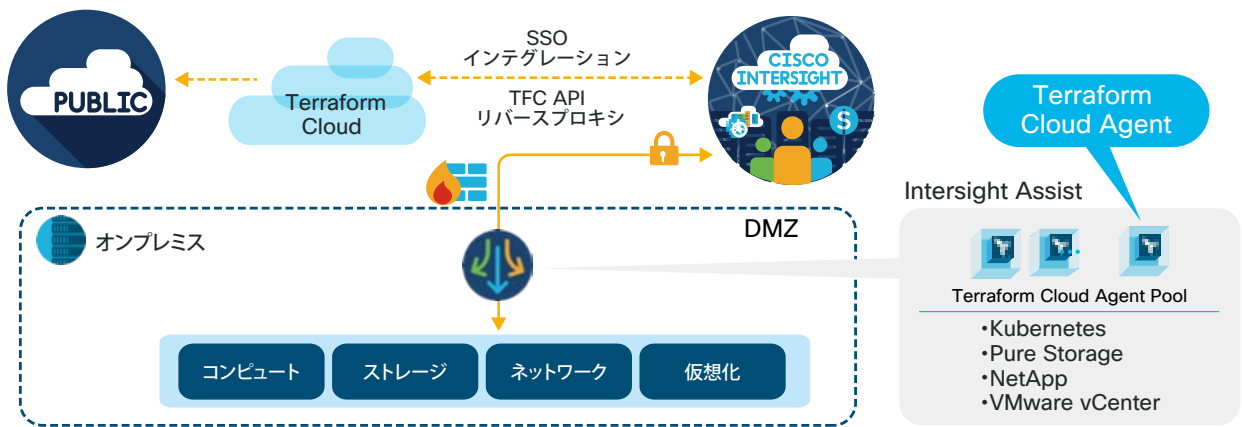 PUBLIC
Terraform
Cloud
SSO
インテグレーション
TFC API
リバースプロキシ
CISCO
INTERSIGHT
$
Terraform
Cloud Agent
Intersight Assist
オンプレミス
DMZ
Terraform Cloud Agent Pool
・Kubernetes
・Pure Storage
・NetApp
・VMware vCenter
コンピュート
ストレージ
ネットワーク
仮想化